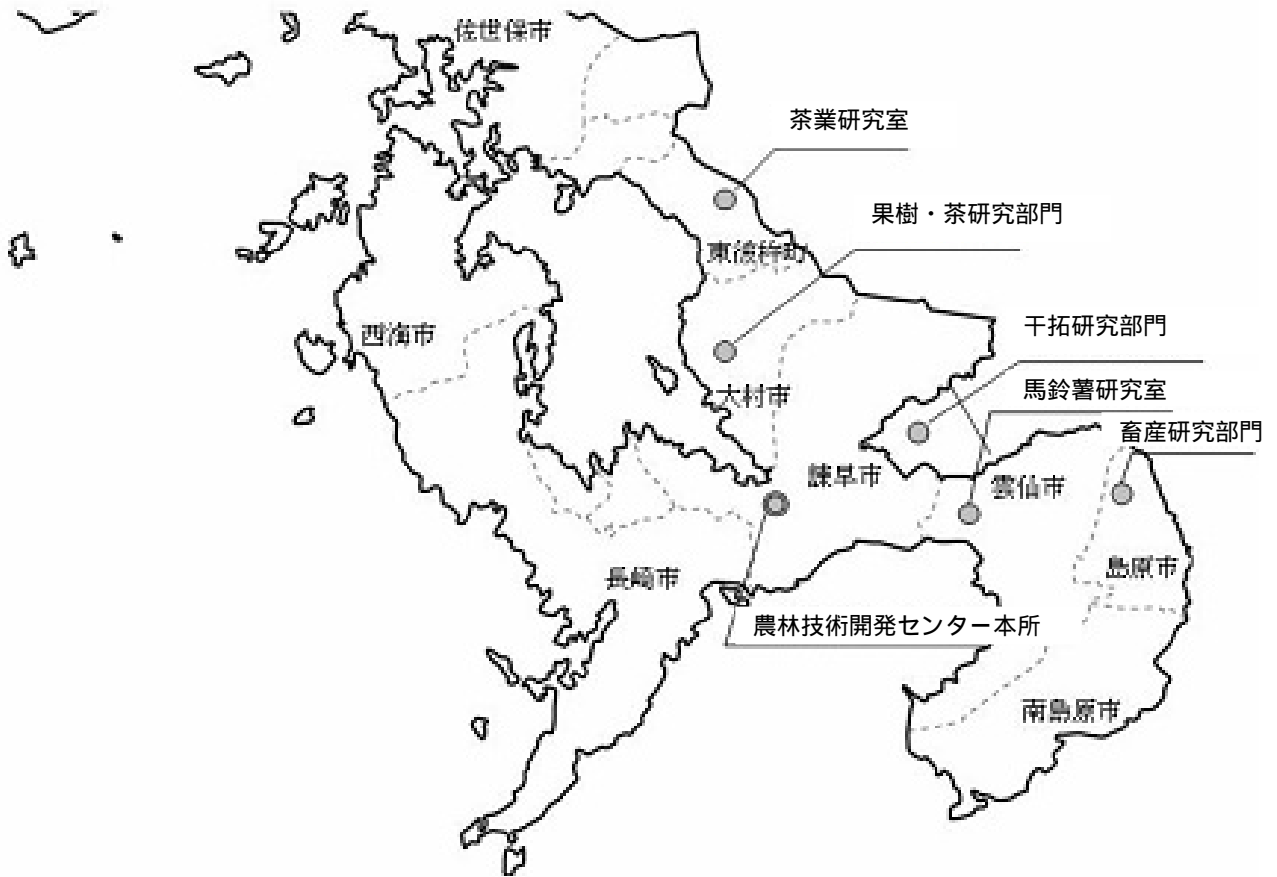 佐世保市
茶業研究室
果樹・茶研究部門
東彼杵町
干拓研究部門
西海市
馬鈴薯研究室
大村市
畜産研究部門
諫早市
雲仙市
島原市
長崎市
農林技術開発センター本所
南島原市